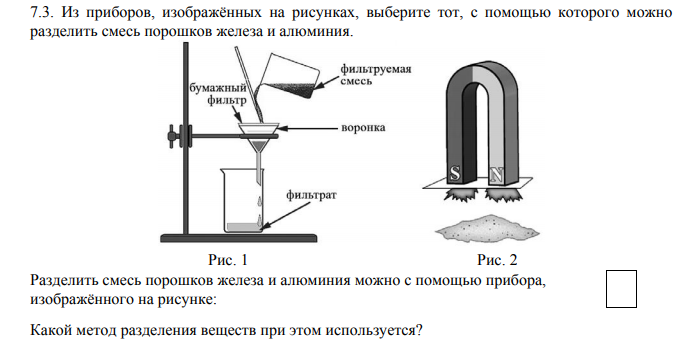 7.3. Из приборов, изображённых на рисунках, выберите тот, с помощью которого можно
разделить смесь порошков железа и алюминия.
фильтруемая
смесь
бумажный
фильтр
воронка
фильтрат
S N
Рис. 1
Рис. 2
Разделить смесь порошков железа и алюминия можно с помощью прибора,
изображённого на рисунке:
Какой метод разделения веществ при этом используется?